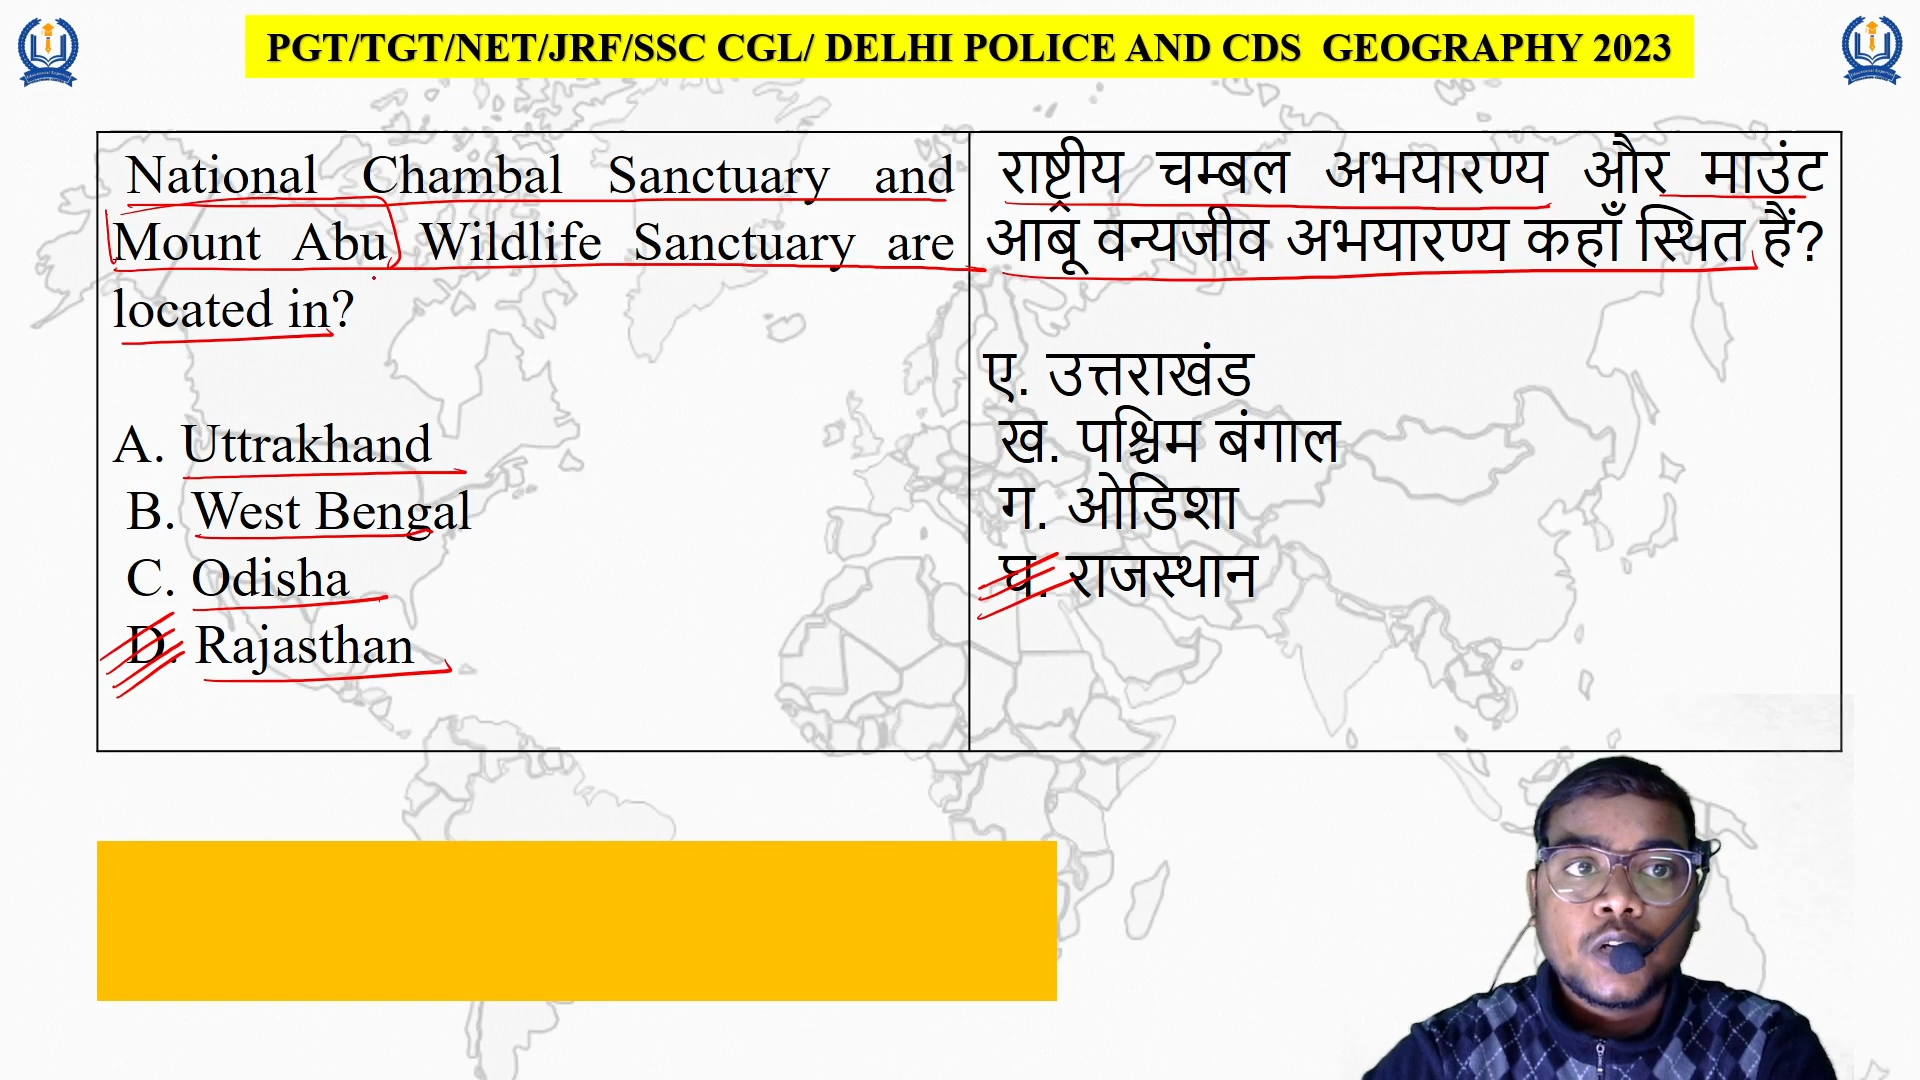 PGT/TGT/NET/JRF/SSC CGL/ DELHI POLICE AND CDS GEOGRAPHY 2023
National Chambal Sanctuary and
Mount Abu Wildlife Sanctuary are
located in?
A. Uttrakhand
B. West Bengal
C. Odisha
D. Rajasthan
राष्ट्रीय चम्बल अभयारण्य और माउंट
आबू वन्यजीव अभयारण्य कहाँ स्थित हैं?
ए. उत्तराखंड
ख. पश्चिम बंगाल
ग. ओडिशा
घ. राजस्थान